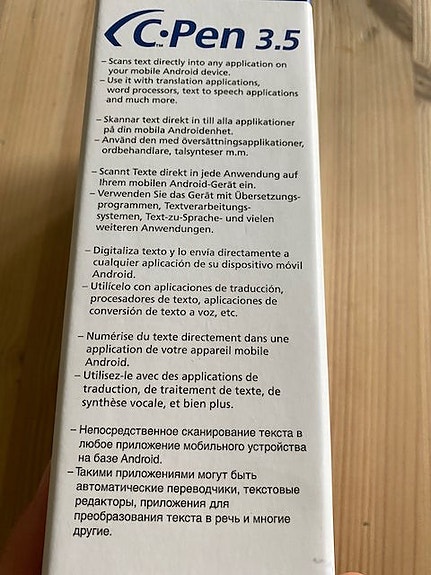 C·Pen™ 3.5
– Scans text directly into any application on
your mobile Android device.
– Use it with translation applications,
word processors, text to speech applications
and much more.
– Skannar text direkt in till alla applikationer
på din mobila Androidenhet.
– Använd den med översättningsapplikationer,
ordbehandlare, talsynteser m.m.
– Scannt Texte direkt in jede Anwendung auf
Ihrem mobilen Android-Gerät ein.
– Verwenden Sie das Gerät mit Übersetzungs-
programmen, Textverarbeitungs-
systemen, Text-zu-Sprache- und vielen
weiteren Anwendungen.
– Digitaliza texto y lo envía directamente a
cualquier aplicación de su dispositivo móvil
Android.
– Utilícelo con aplicaciones de traducción,
procesadores de texto, aplicaciones de
conversión de texto a voz, etc.
– Numérise du texte directement dans une
application de votre appareil mobile
Android.
– Utilisez-le avec des applications de
traduction, de traitement de texte, de
synthèse vocale, et bien plus.
– Непосредственное сканирование текста в
любое приложение мобильного устройства
на базе Android.
– Такими приложениями могут быть
автоматические переводчики, текстовые
редакторы, приложения для
преобразования текста в речь и многие
другие.